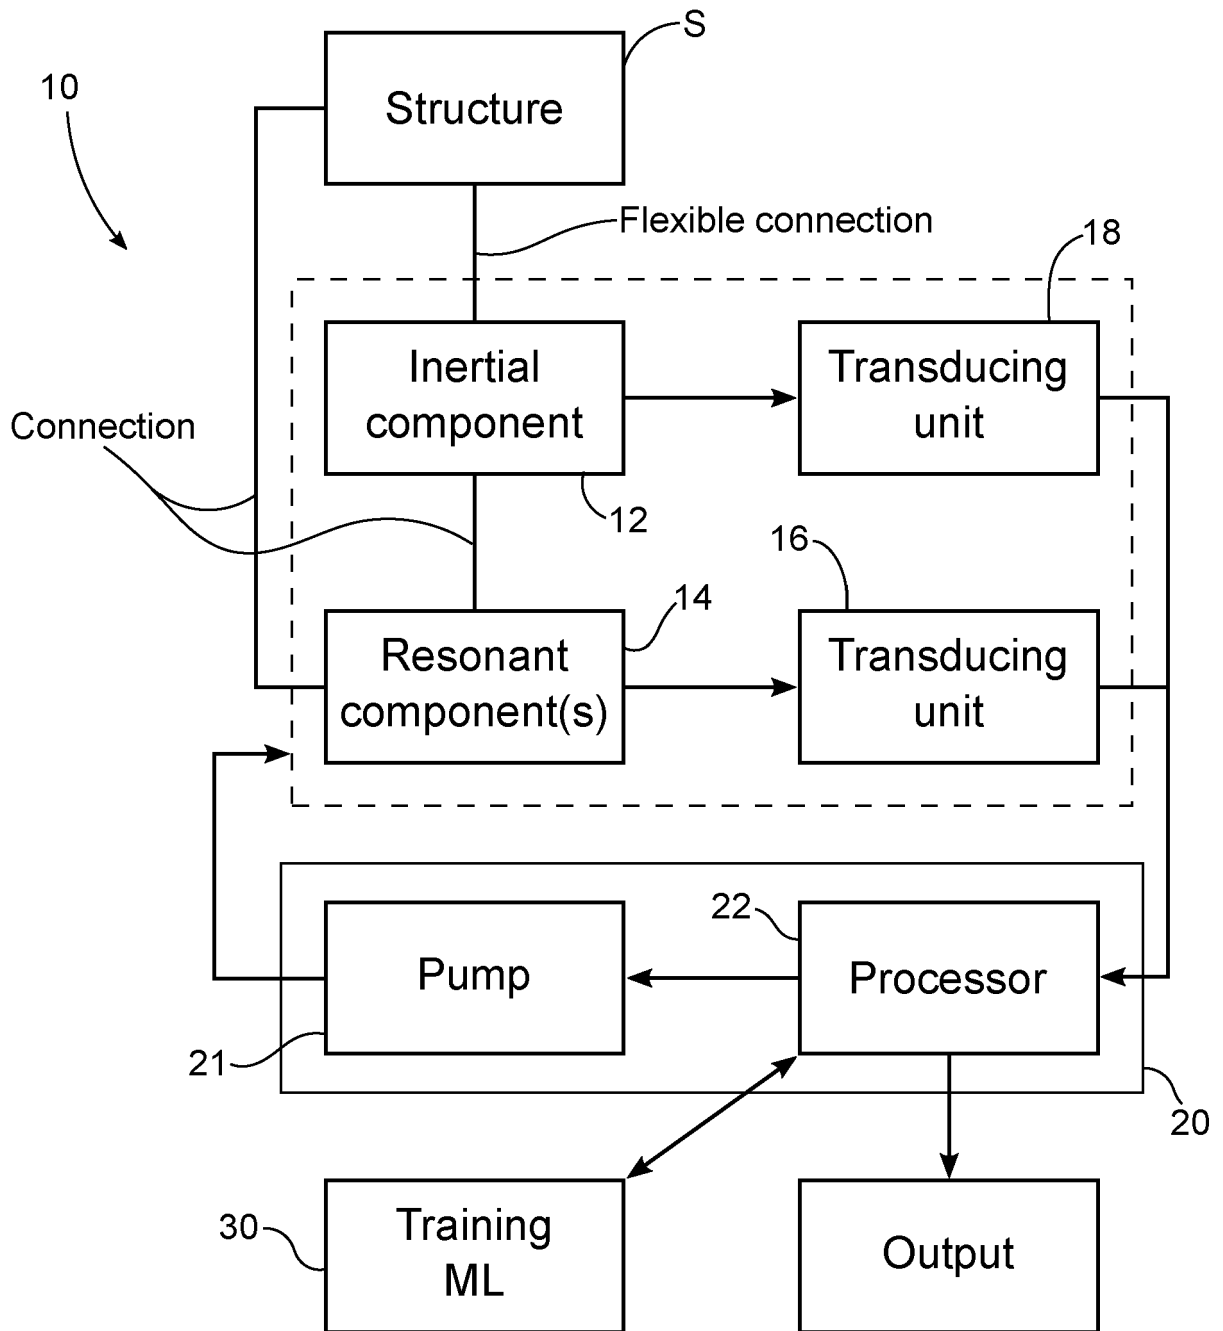 S
10
Structure
Flexible connection
18
Inertial
component
Transducing
unit
Connection
12
16
14
Resonant
component(s)
Transducing
unit
22
Pump
Processor
21
20
30
Training
ML
Output